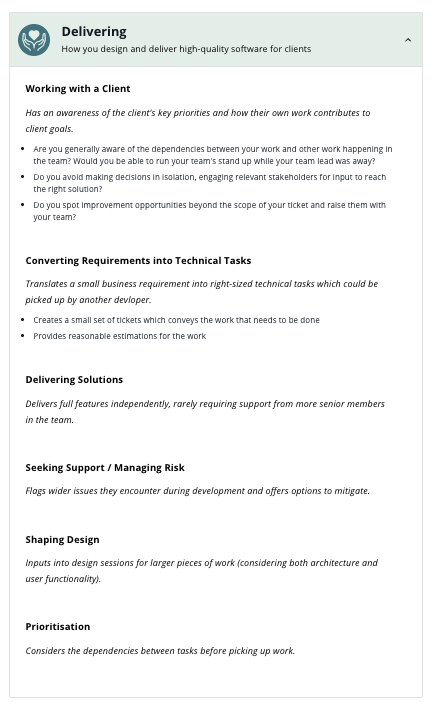 Delivering
How you design and deliver high-quality software for clients
Working with a Client
Has an awareness of the client's key priorities and how their own work contributes to
client goals.
• Are you generally aware of the dependencies between your work and other work happening in
the team? Would you be able to run your team's stand up while your team lead was away?
• Do you avoid making decisions in isolation, engaging relevant stakeholders for input to reach
the right solution?
• Do you spot improvement opportunities beyond the scope of your ticket and raise them with
your team?
Converting Requirements into Technical Tasks
Translates a small business requirement into right-sized technical tasks which could be
picked up by another devloper.
• Creates a small set of tickets which conveys the work that needs to be done
• Provides reasonable estimations for the work
Delivering Solutions
Delivers full features independently, rarely requiring support from more senior members
in the team.
Seeking Support / Managing Risk
Flags wider issues they encounter during development and offers options to mitigate.
Shaping Design
Inputs into design sessions for larger pieces of work (considering both architecture and
user functionality).
Prioritisation
Considers the dependencies between tasks before picking up work.